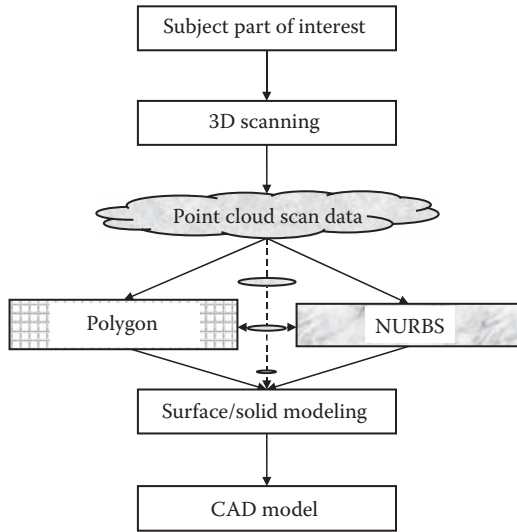 Subject part of interest
3D scanning
Point cloud scan data
Polygon
NURBS
Surface/solid modeling
CAD model